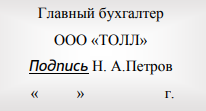 Главный бухгалтер
ООО «ТОЛЛ»
Подпись Н. А.Петров
« » г.